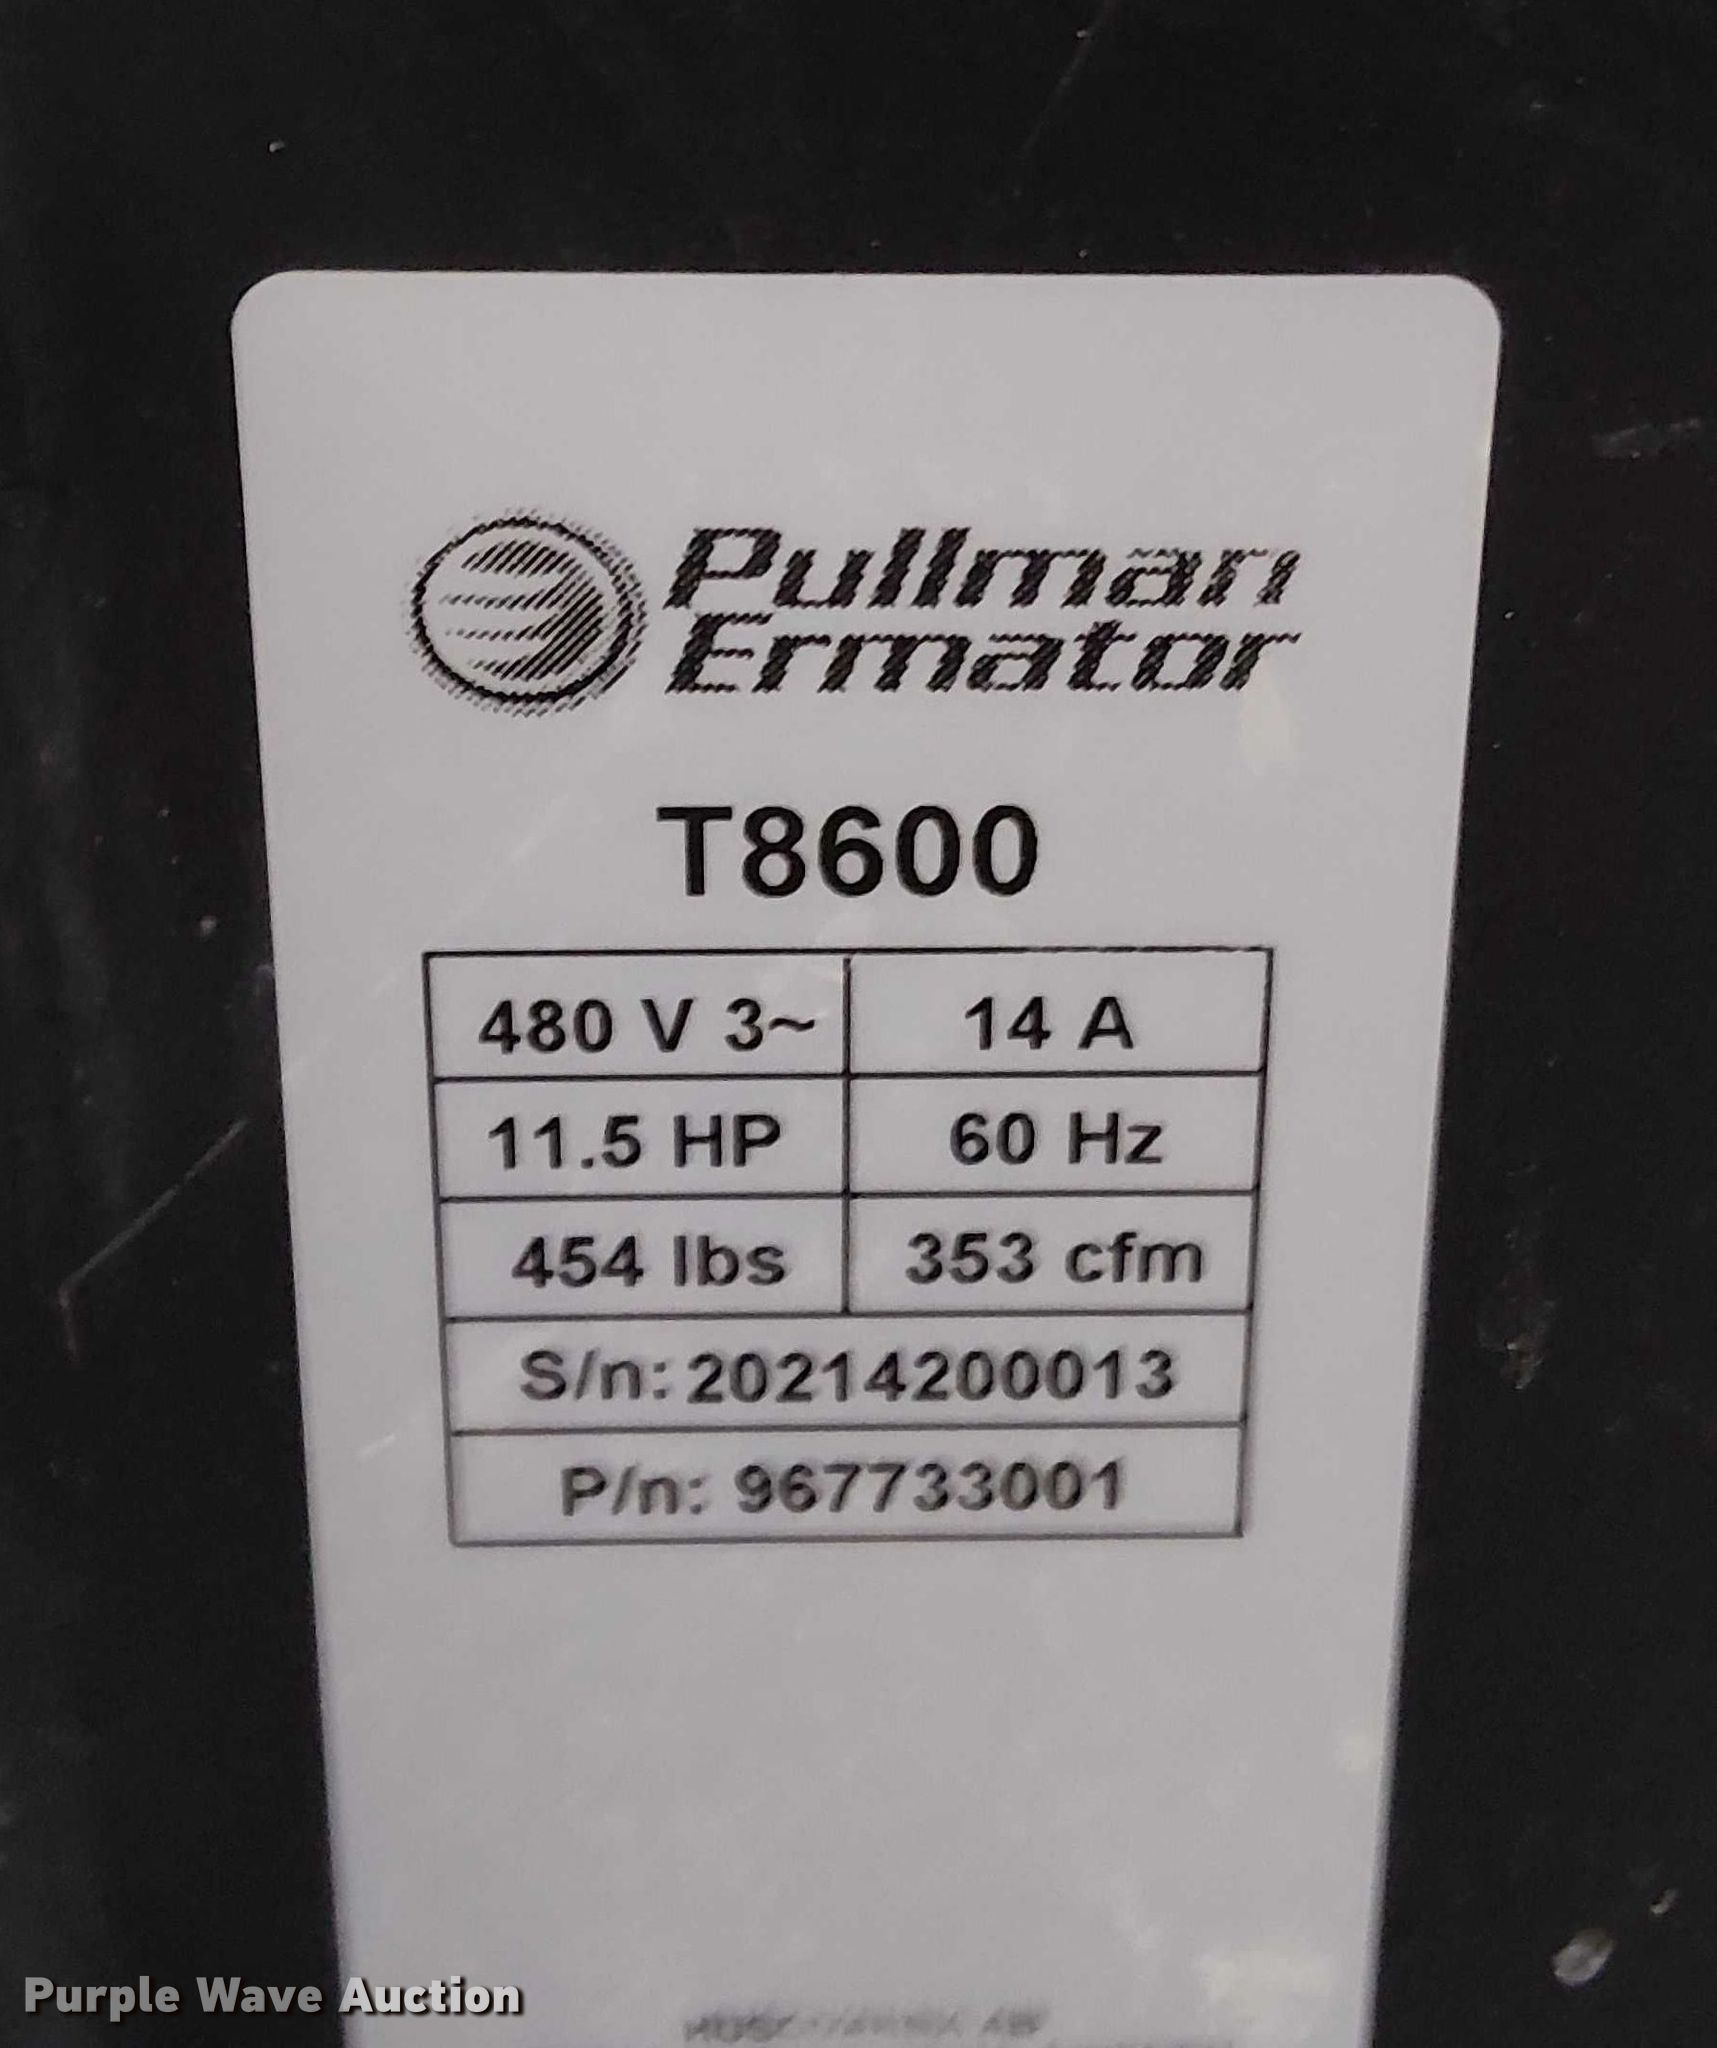 Pullman
Ermator
T8600
480 V 3~ 14 A
11.5 HP 60 Hz
454 lbs 353 cfm
S/n: 20214200013
P/n: 967733001
Purple Wave Auction